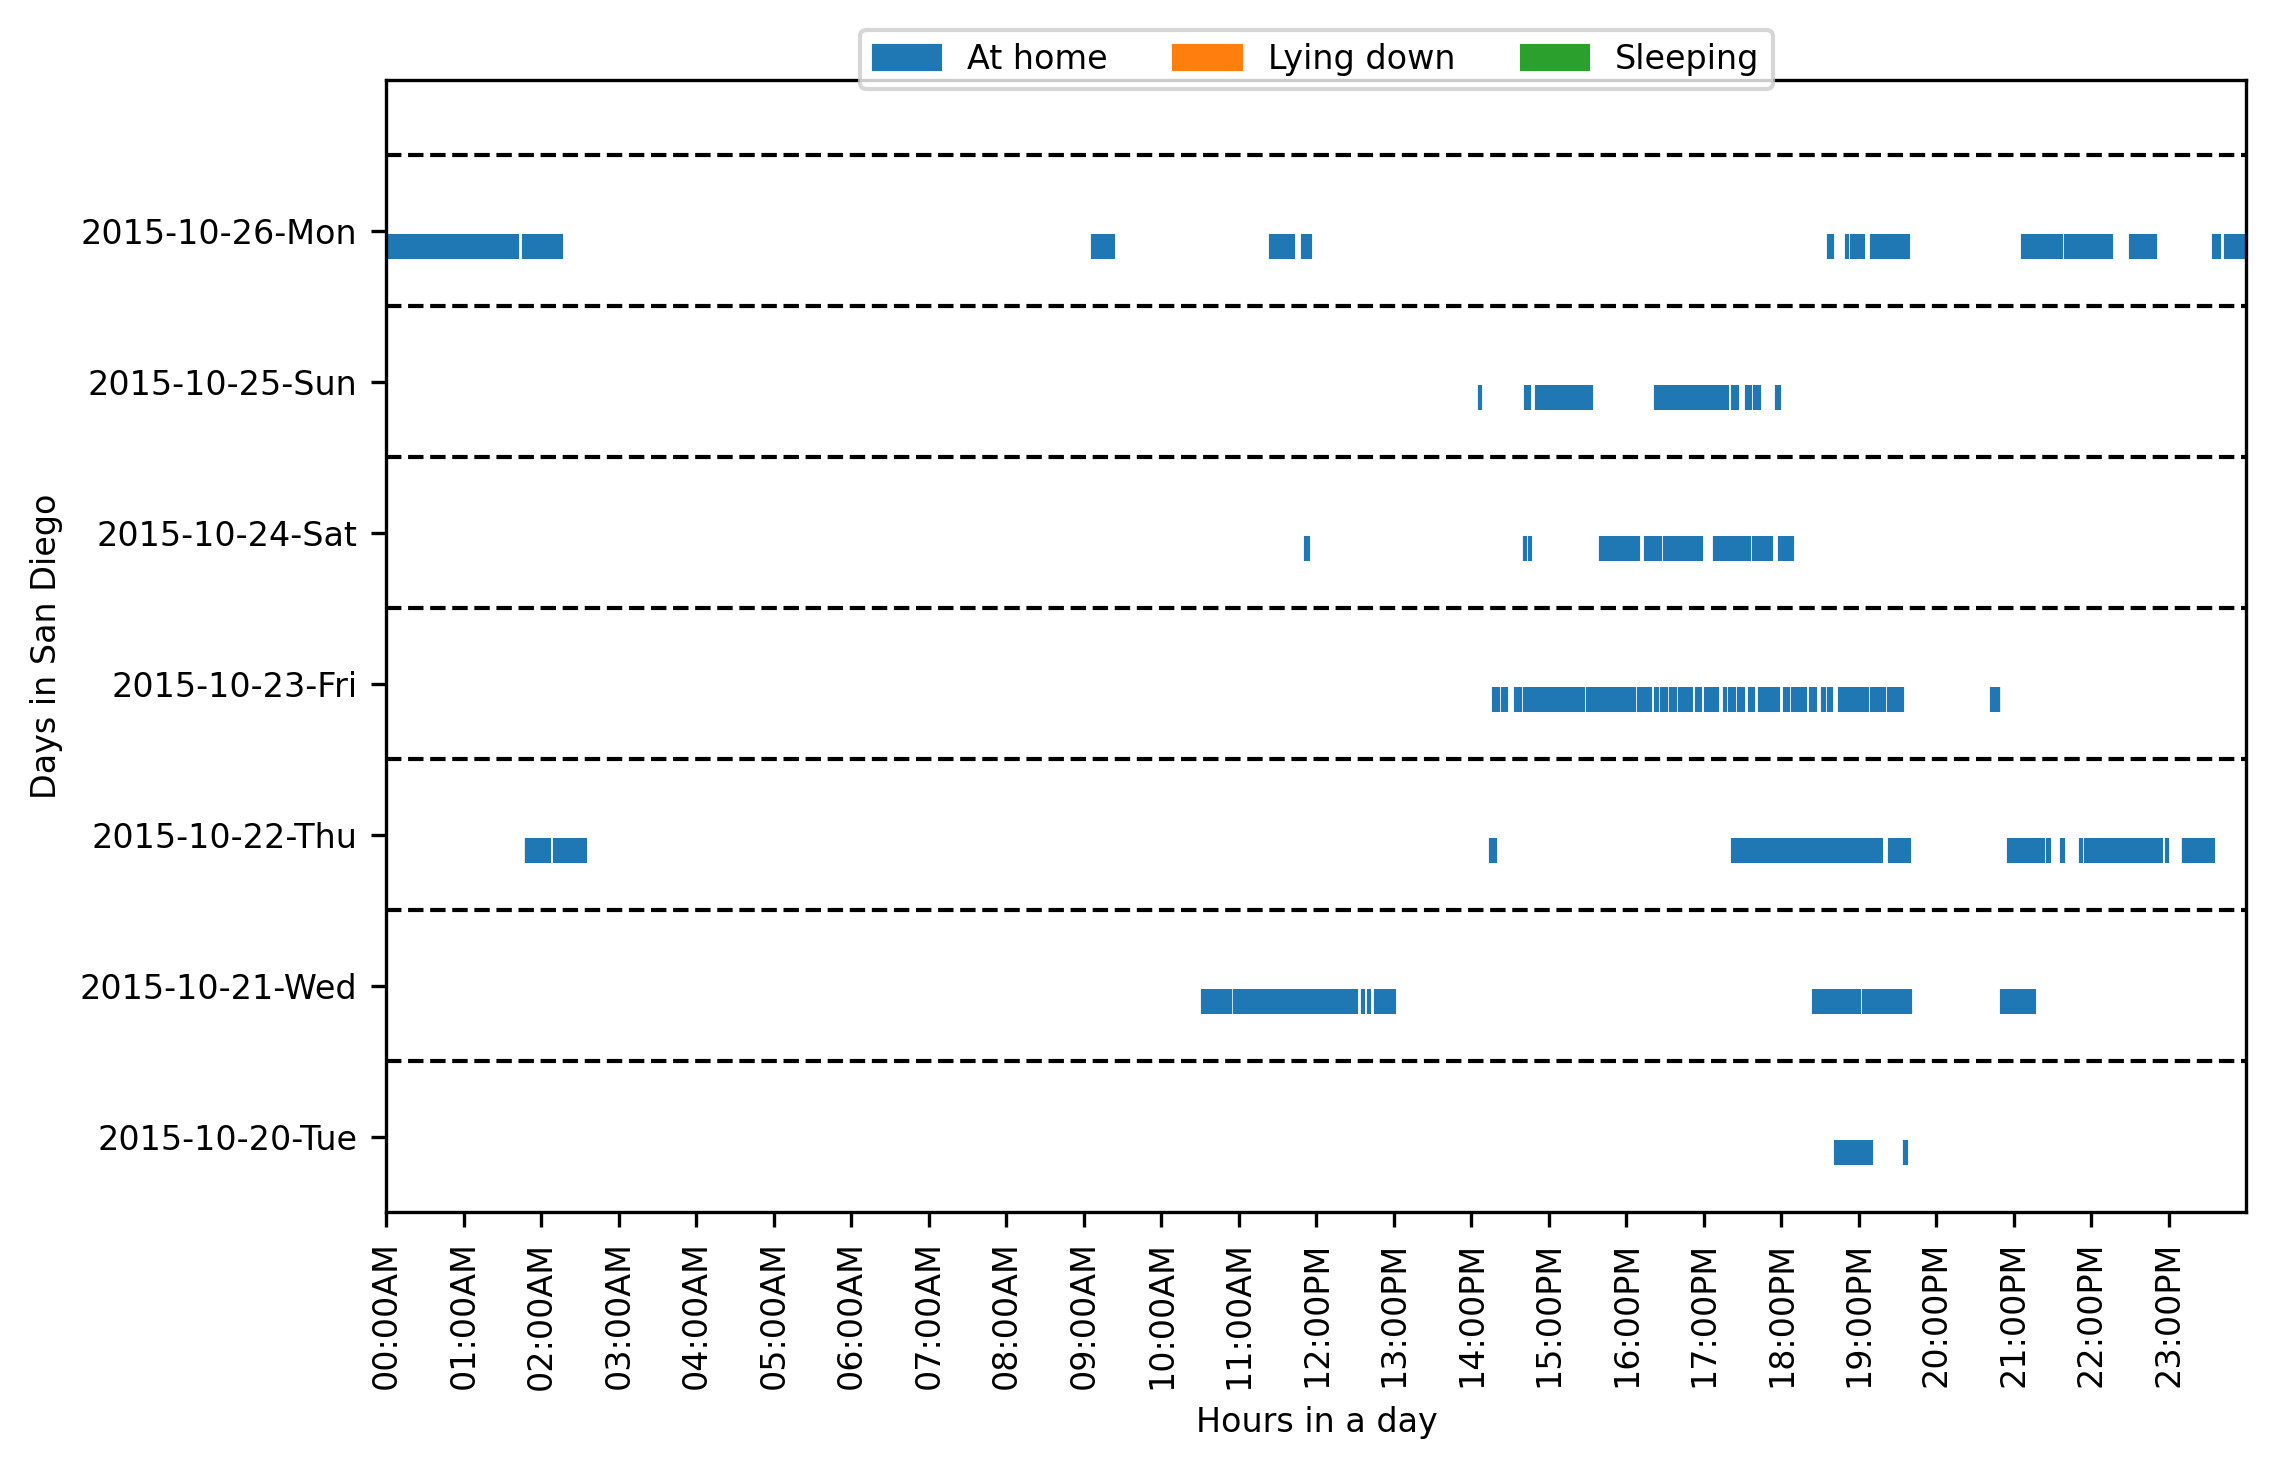 At home Lying down Sleeping
2015-10-26-Mon
2015-10-25-Sun
2015-10-24-Sat
2015-10-23-Fri
2015-10-22-Thu
2015-10-21-Wed
2015-10-20-Tue
Days in San Diego
00:00AM
01:00AM
02:00AM
03:00AM
04:00AM
05:00AM
06:00AM
07:00AM
08:00AM
09:00AM
10:00AM
11:00AM
12:00PM
13:00PM
14:00PM
15:00PM
16:00PM
17:00PM
18:00PM
19:00PM
20:00PM
21:00PM
22:00PM
23:00PM
Hours in a day